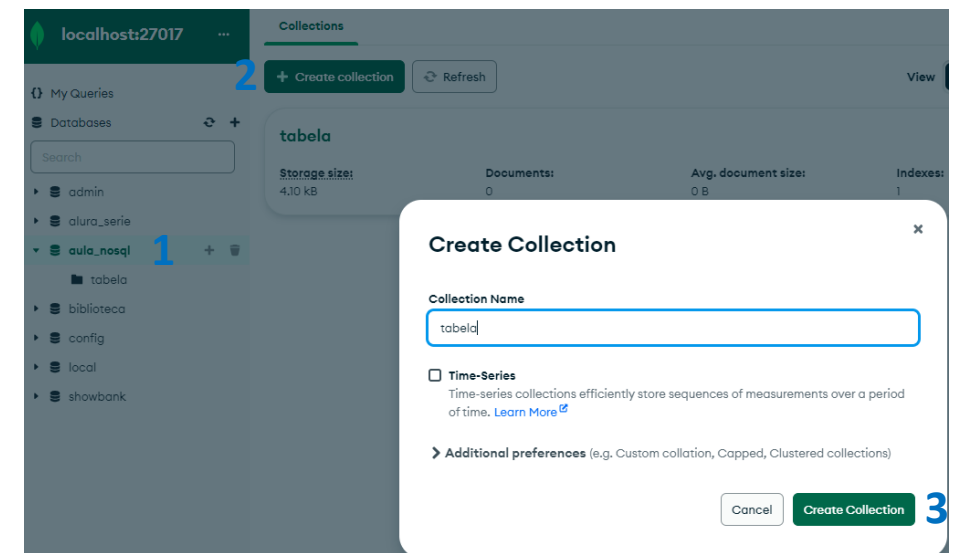 localhost:27017 ...
Collections
2
+ Create collection
Refresh
View
{} My Queries
Databases
+
Search
admin
alura_serie
aula_nosql 1 +
tabela
biblioteca
config
local
showbank
tabela
Storage size: Documents: Avg. document size: Indexes:
4.10 kB 0 0 B 1
Create Collection
×
Collection Name
tabela
Time-Series
Time-series collections efficiently store sequences of measurements over a period
of time. Learn More
Additional preferences (e.g. Custom collation, Capped, Clustered collections)
Cancel
Create Collection
3